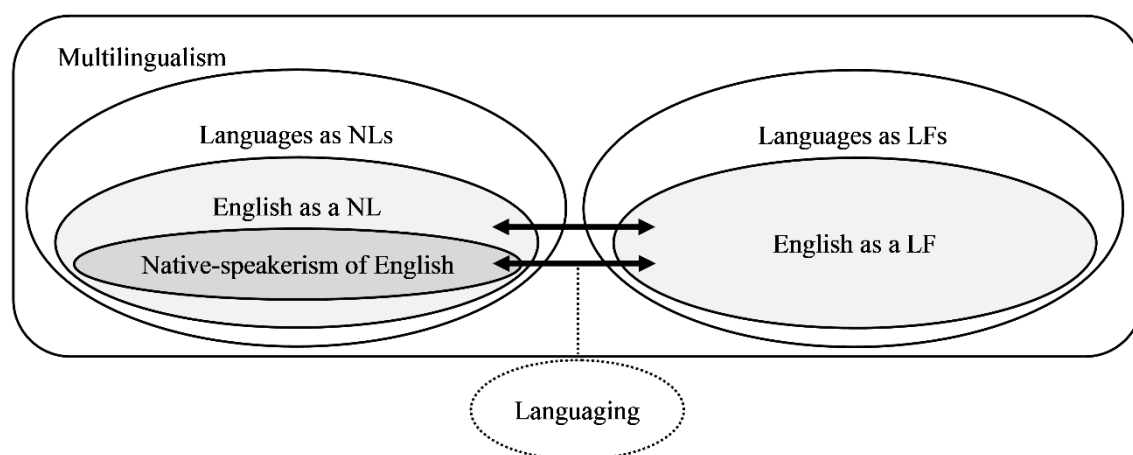 Multilingualism
Languages as NLs
Languages as LFs
English as a NL
English as a LF
Native-speakerism of English
Languaging